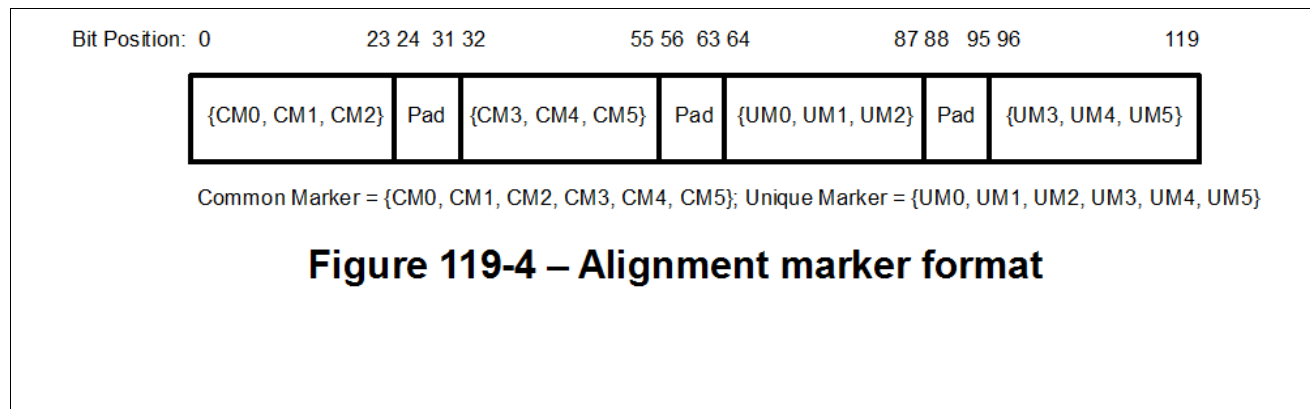 Bit Position: 0 23 24 31 32 55 56 63 64 87 88 95 96 119
{CM0, CM1, CM2} Pad {CM3, CM4, CM5} Pad {UM0, UM1, UM2} Pad {UM3, UM4, UM5}
Common Marker = {CM0, CM1, CM2, CM3, CM4, CM5}; Unique Marker = {UM0, UM1, UM2, UM3, UM4, UM5}
Figure 119-4 – Alignment marker format